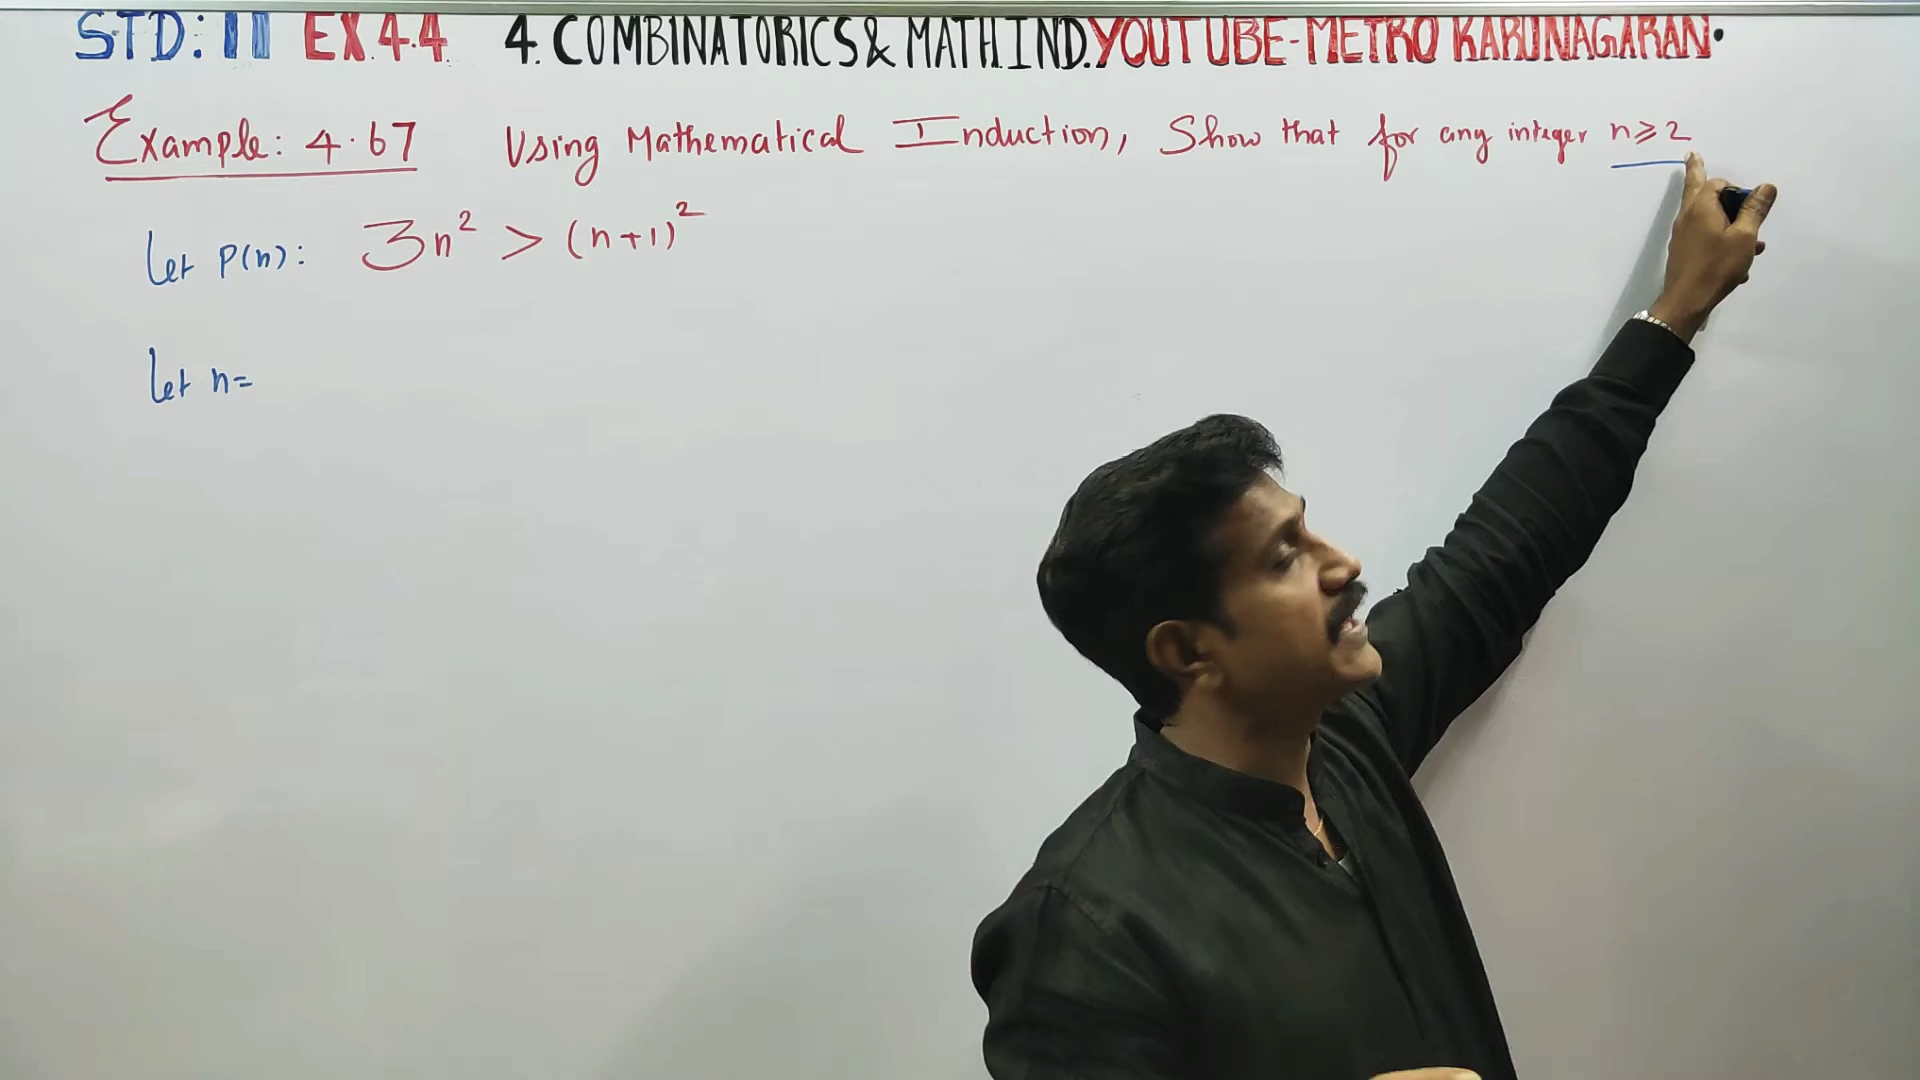 STD: 11 EX.4.4. 4. COMBINATORICS & MATH.IND. YOUTUBE-METRO KARUNAGARAN.
Example: 4.67 Using Mathematical Induction, Show that for any integer n ≥ 2
Let P(n): 3n² > (n+1)²
Let n=